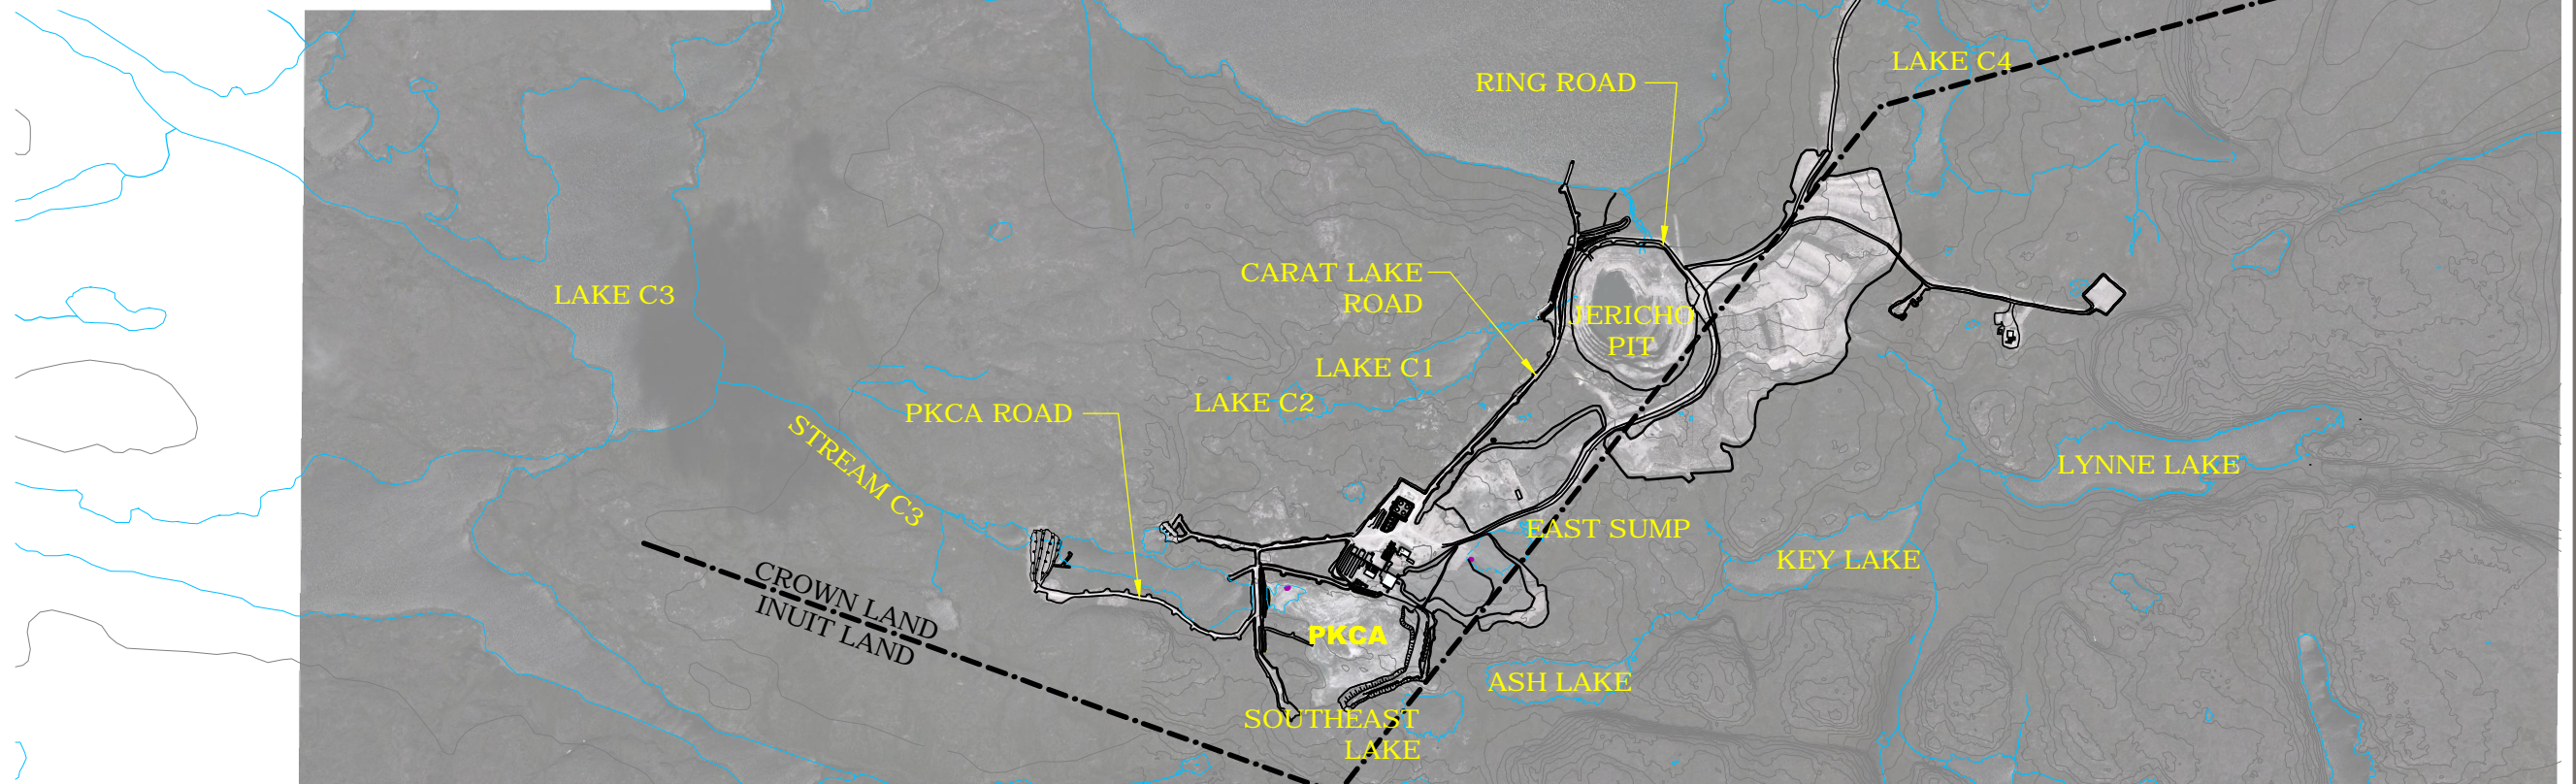 LAKE C4
RING ROAD
CARAT LAKE
ROAD
LAKE C3
JERICHO
PIT
LAKE C1
LAKE C2
PKCA ROAD
STREAM C3
LYNNE LAKE
EAST SUMP
KEY LAKE
CROWN LAND
INUIT LAND
PKCA
ASH LAKE
SOUTHEAST
LAKE